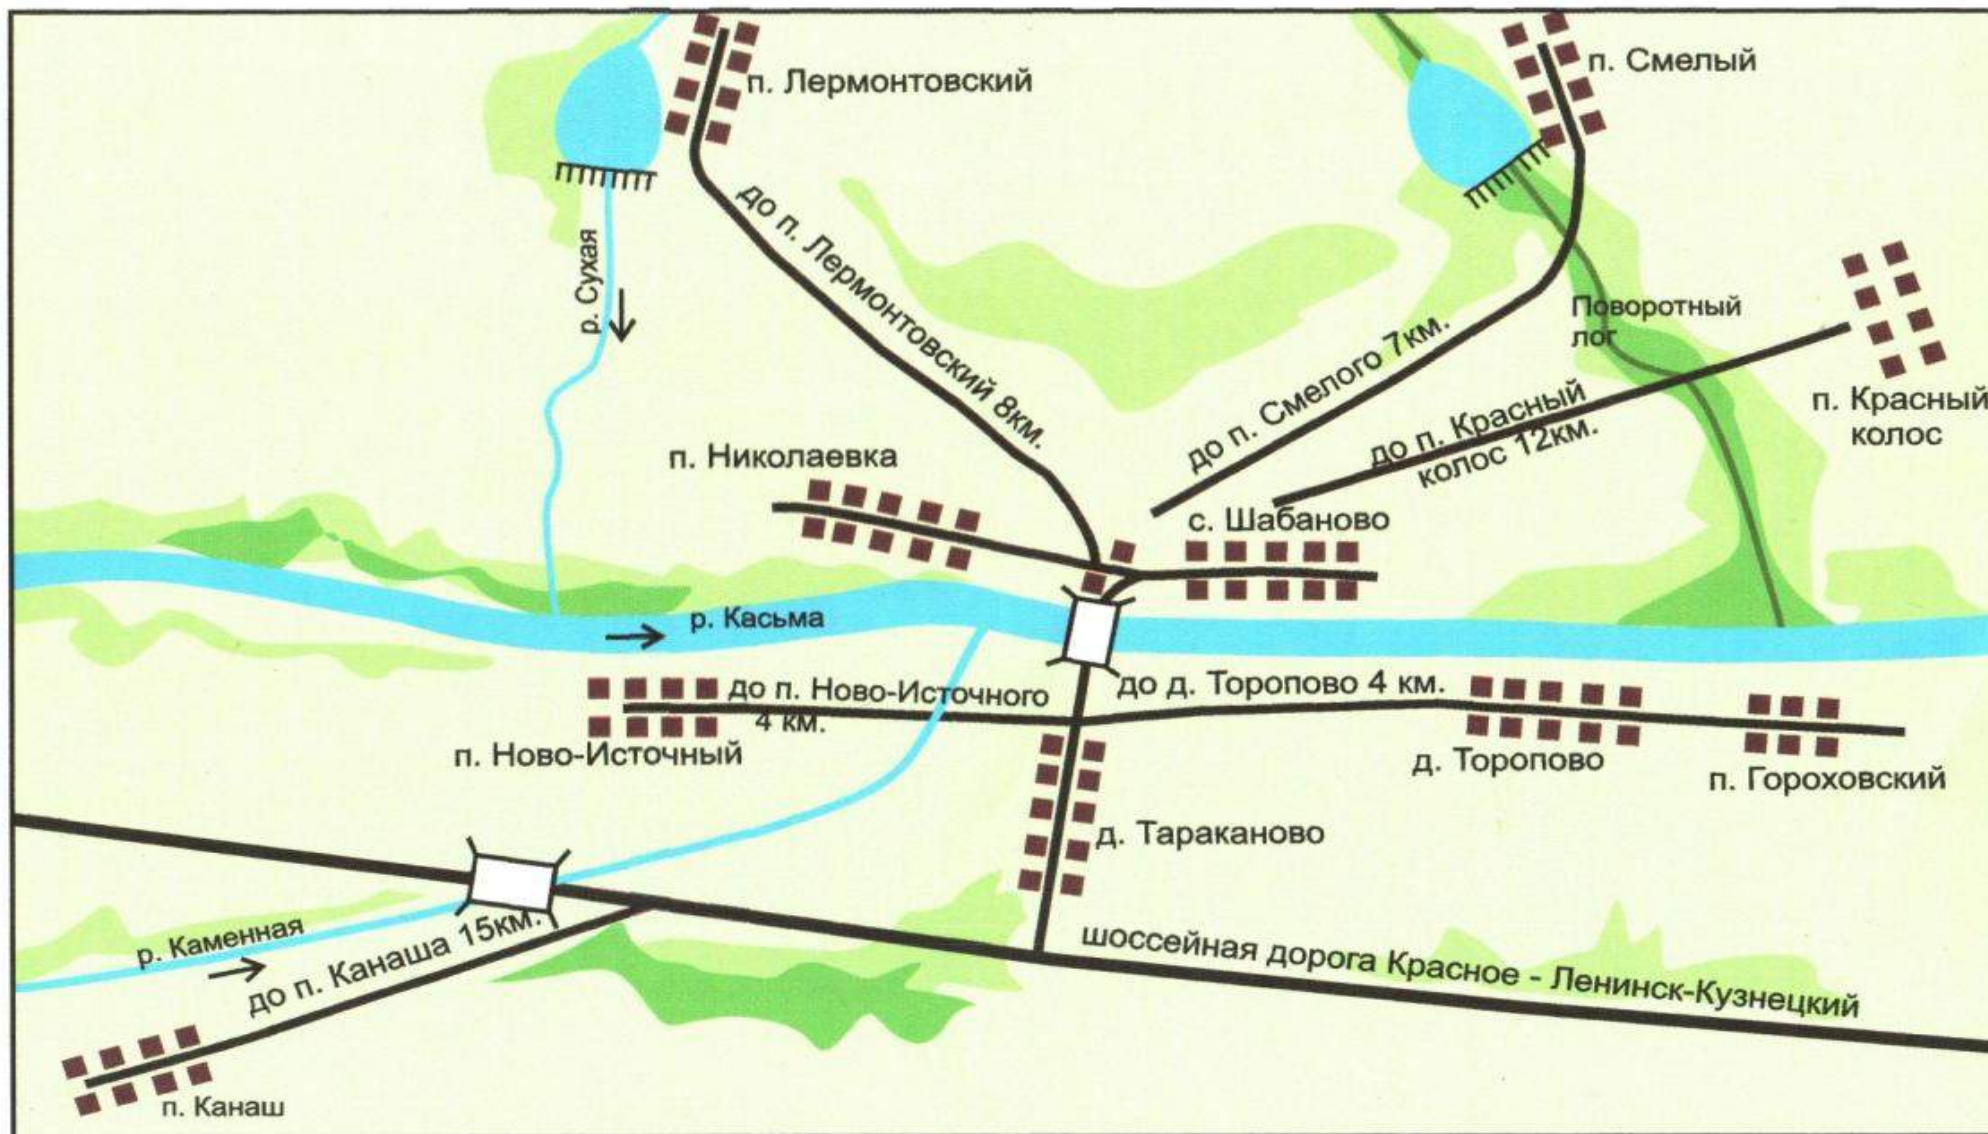 п. Лермонтовский
п. Смелый
до п. Лермонтовский 8км.
р. Сухая
Поворотный
лог
до п. Смелого 7км.
до п. Красный
колос 12км.
п. Красный
колос
п. Николаевка
с. Шабаново
р. Касьма
до п. Ново-Источного
4 км.
до д. Торопово 4 км.
п. Ново-Источный
д. Торопово
п. Гороховский
д. Тараканово
р. Каменная
до п. Канаша 15км.
шоссейная дорога Красное - Ленинск-Кузнецкий
п. Канаш